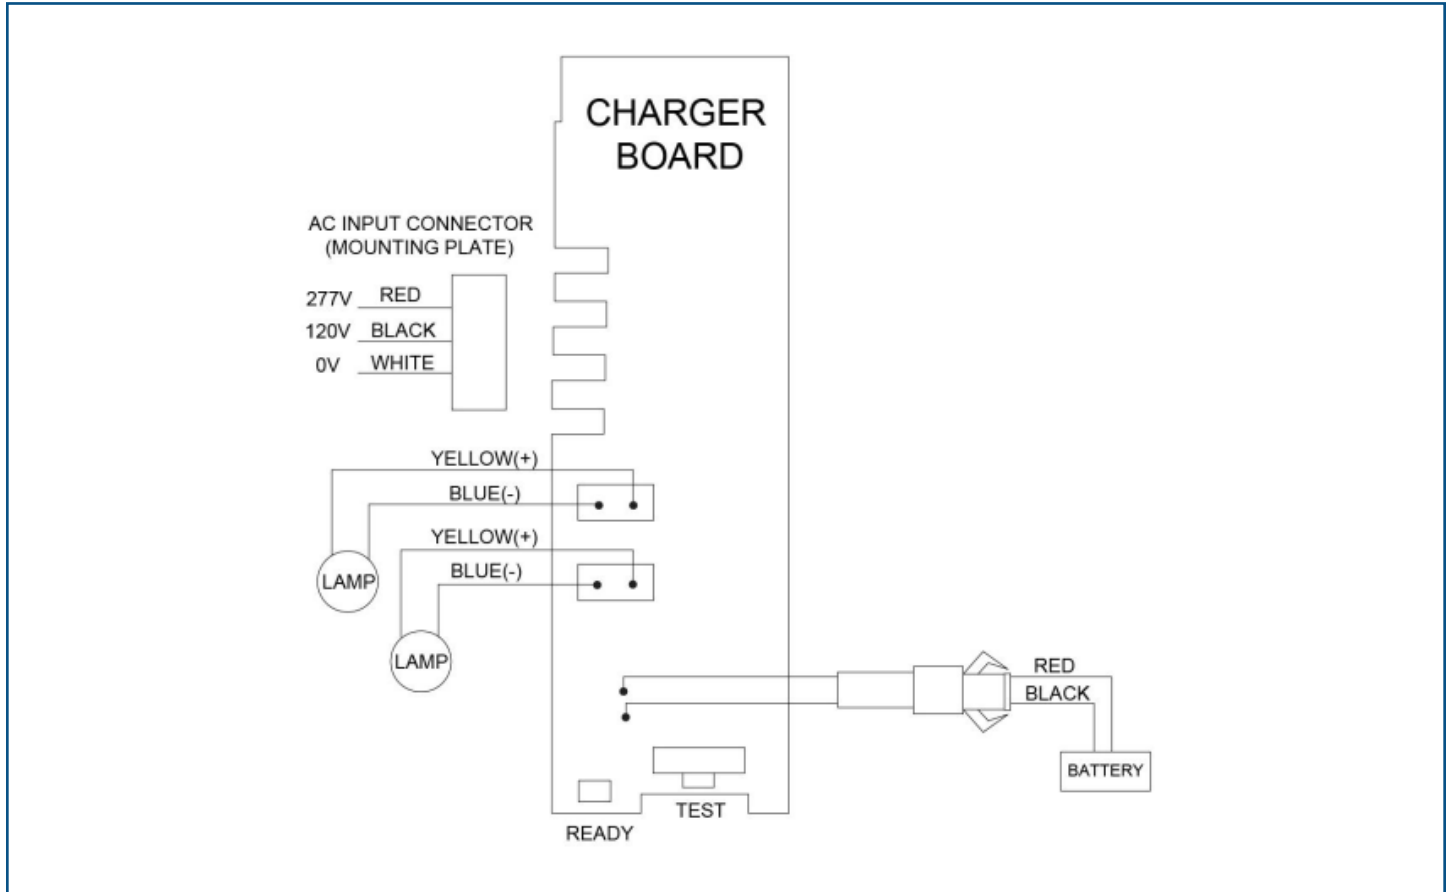 CHARGER
BOARD
AC INPUT CONNECTOR
(MOUNTING PLATE)
277V RED
120V BLACK
0V WHITE
YELLOW(+)
BLUE(-)
YELLOW(+)
BLUE(-)
LAMP
LAMP
RED
BLACK
BATTERY
TEST
READY